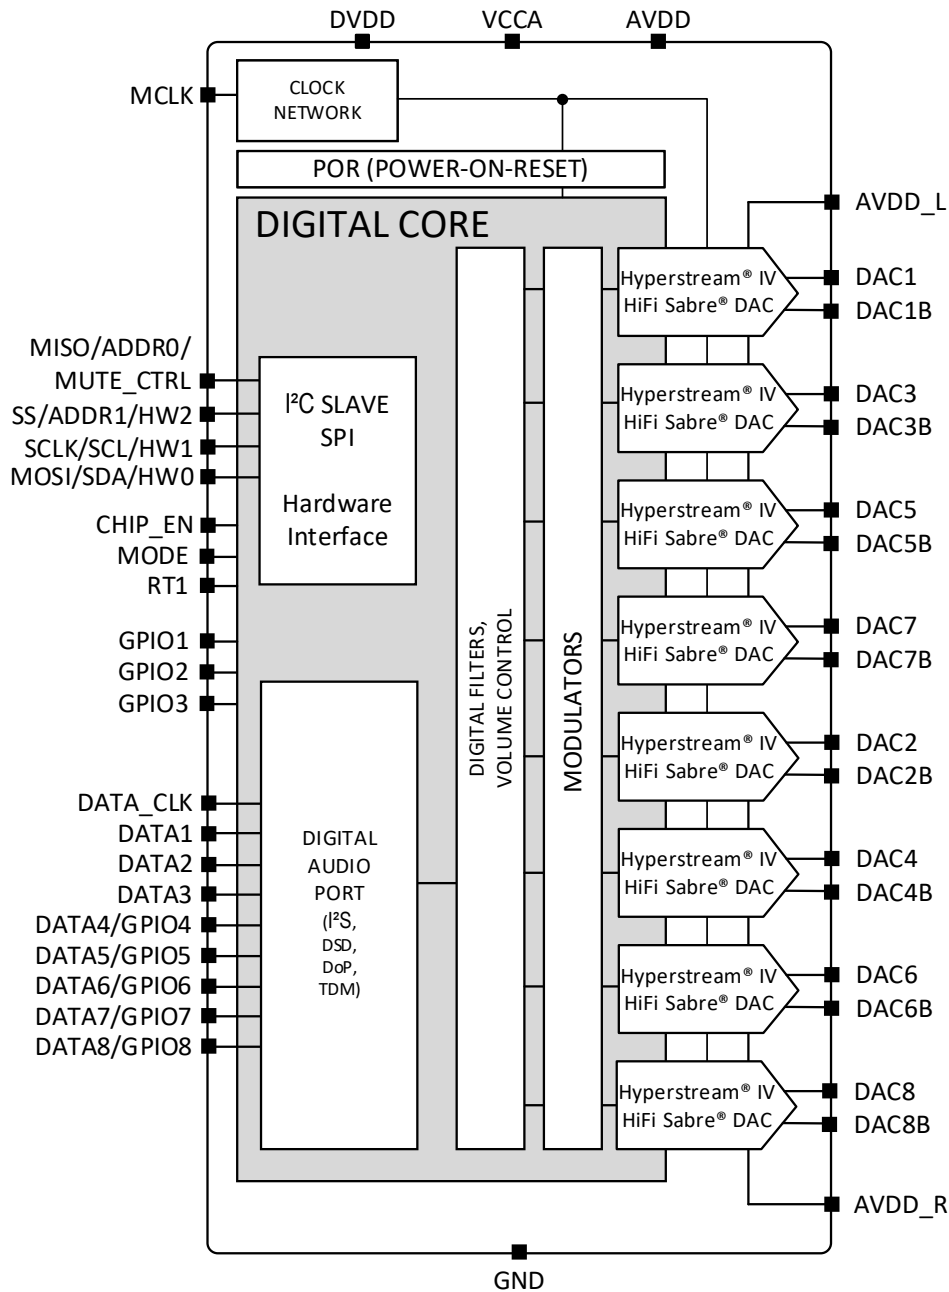 DVDD
VCCA
AVDD
MCLK
CLOCK
NETWORK
POR (POWER-ON-RESET)
DIGITAL CORE
AVDD_L
MISO/ADDR0/
MUTE_CTRL
SS/ADDR1/HW2
SCLK/SCL/HW1
MOSI/SDA/HW0
CHIP_EN
MODE
RT1
GPIO1
GPIO2
GPIO3
I²C SLAVE
SPI
Hardware
Interface
DATA_CLK
DATA1
DATA2
DATA3
DATA4/GPIO4
DATA5/GPIO5
DATA6/GPIO6
DATA7/GPIO7
DATA8/GPIO8
DIGITAL
AUDIO
PORT
(I²S,
DSD,
DoP,
TDM)
DIGITAL FILTERS,
VOLUME CONTROL
MODULATORS
Hyperstream® IV
HiFi Sabre® DAC
DAC1
DAC1B
Hyperstream® IV
HiFi Sabre® DAC
DAC3
DAC3B
Hyperstream® IV
HiFi Sabre® DAC
DAC5
DAC5B
Hyperstream® IV
HiFi Sabre® DAC
DAC7
DAC7B
Hyperstream® IV
HiFi Sabre® DAC
DAC2
DAC2B
Hyperstream® IV
HiFi Sabre® DAC
DAC4
DAC4B
Hyperstream® IV
HiFi Sabre® DAC
DAC6
DAC6B
Hyperstream® IV
HiFi Sabre® DAC
DAC8
DAC8B
AVDD_R
GND